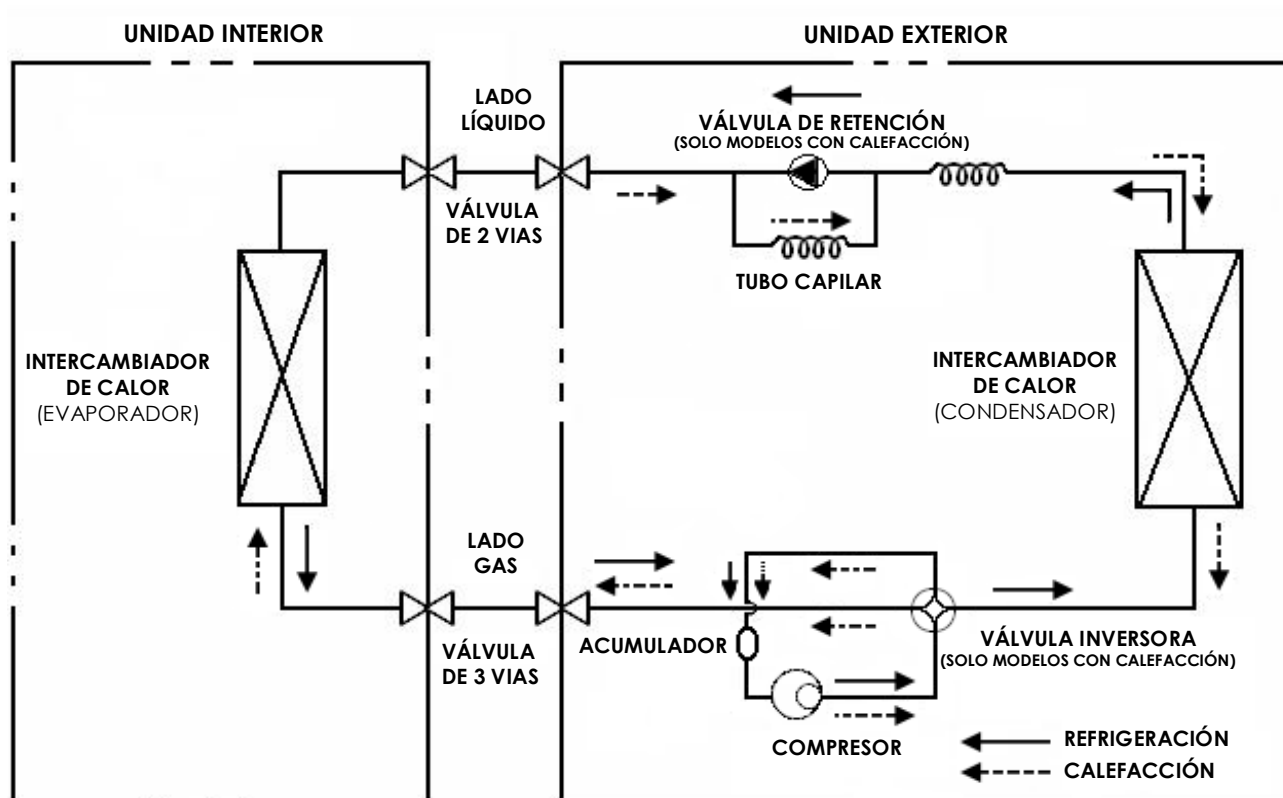 UNIDAD INTERIOR
UNIDAD EXTERIOR
LADO
LÍQUIDO
VÁLVULA DE RETENCIÓN
(SOLO MODELOS CON CALEFACCIÓN)
VÁLVULA
DE 2 VIAS
TUBO CAPILAR
INTERCAMBIADOR
DE CALOR
(EVAPORADOR)
INTERCAMBIADOR
DE CALOR
(CONDENSADOR)
LADO
GAS
VÁLVULA
DE 3 VIAS
ACUMULADOR
VÁLVULA INVERSORA
(SOLO MODELOS CON CALEFACCIÓN)
COMPRESOR
REFRIGERACIÓN
CALEFACCIÓN